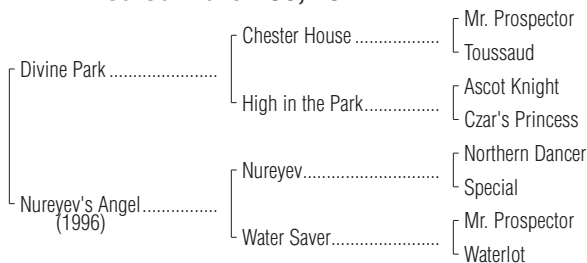 Mr. Prospector
Chester House
Toussaud
Divine Park
Ascot Knight
High in the Park
Czar's Princess
Northern Dancer
Nureyev
Special
Nureyev's Angel
(1996)
Mr. Prospector
Water Saver
Waterlot